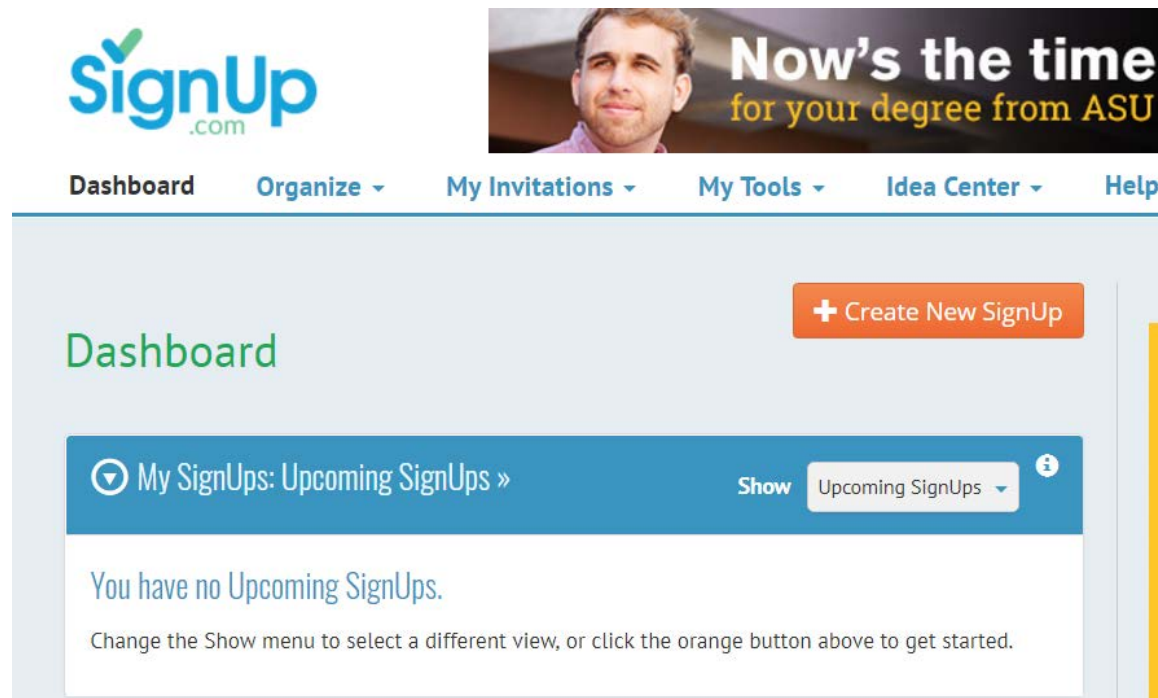 SignUp
.com
Now's the time
for your degree from ASU
Dashboard Organize My Invitations My Tools Idea Center Help
Create New SignUp
Dashboard
My SignUps: Upcoming SignUps »
Show Upcoming SignUps
You have no Upcoming SignUps.
Change the Show menu to select a different view, or click the orange button above to get started.